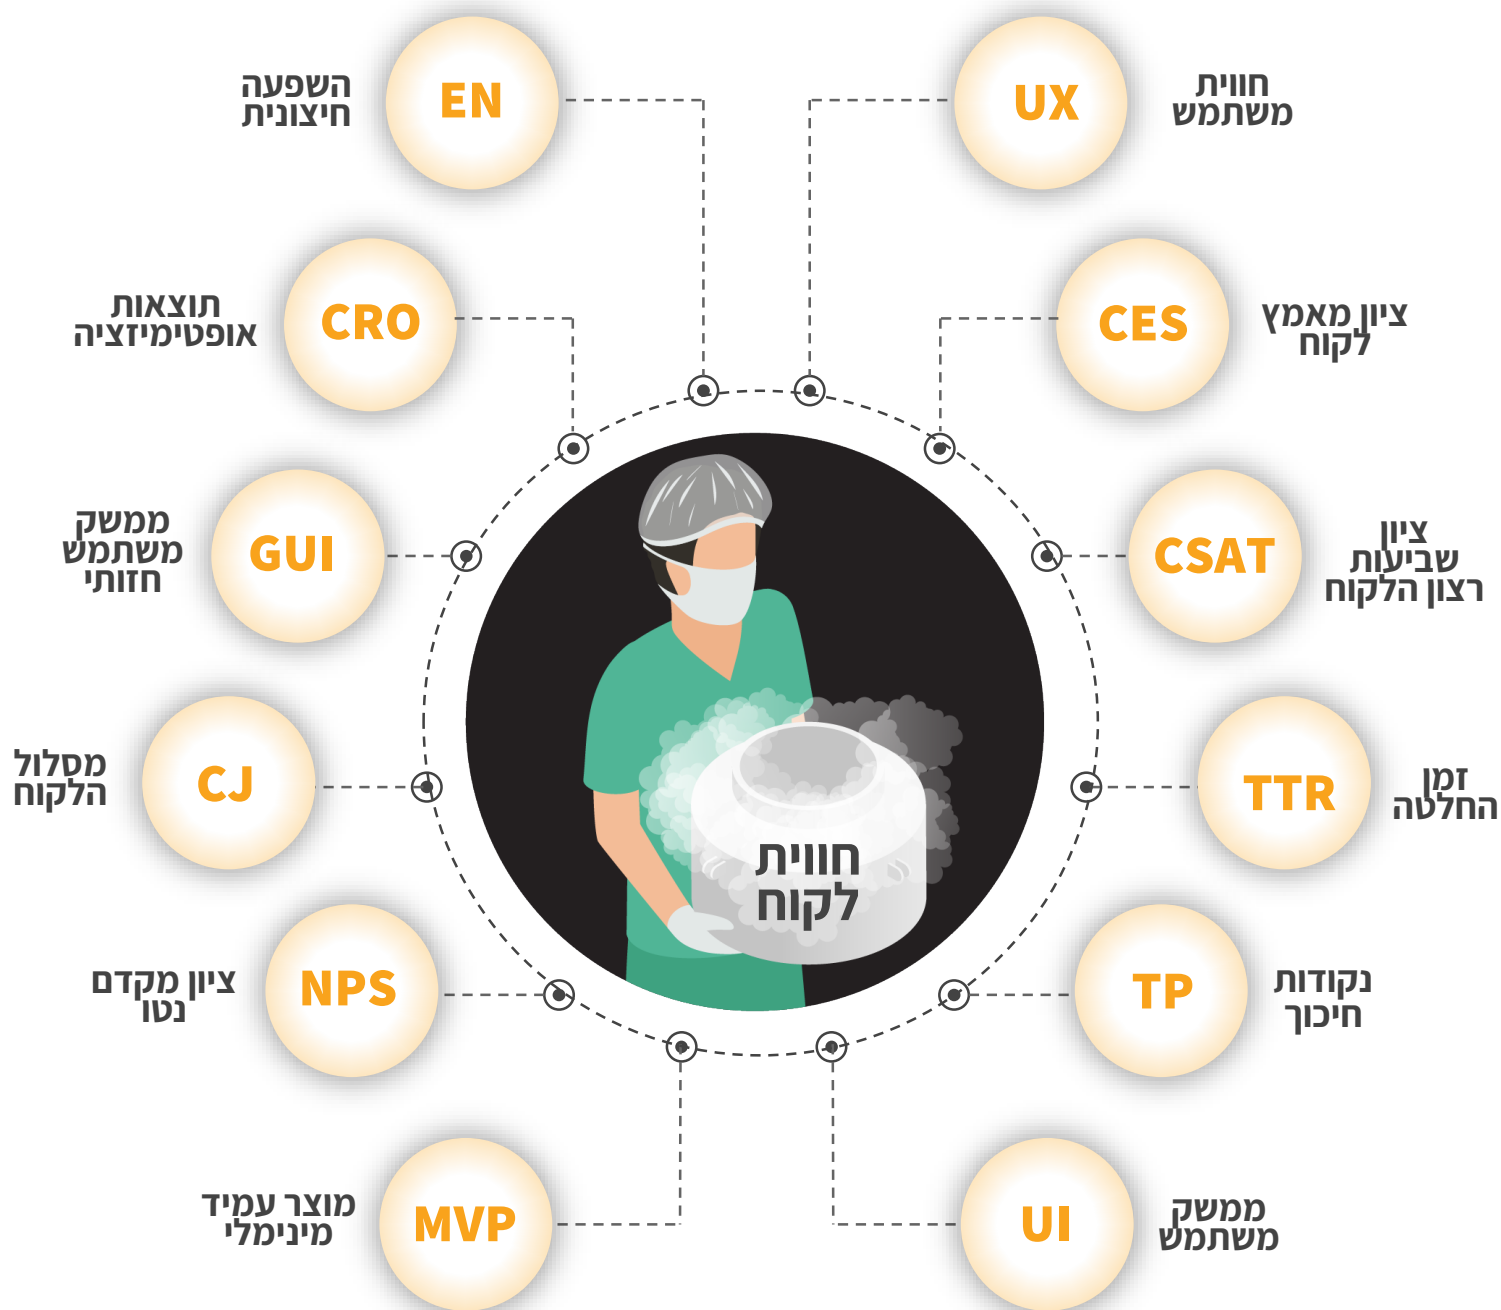 UX
חווית
משתמש
CES
ציון מאמץ
לקוח
CSAT
ציון
שביעות
רצון הלקוח
TTR
זמן
החלטה
TP
נקודות
חיכוך
UI
ממשק
משתמש
EN
השפעה
חיצונית
CRO
תוצאות
אופטימיזציה
GUI
ממשק
משתמש
חזותי
CJ
מסלול
הלקוח
NPS
ציון מקדם
נטו
MVP
מוצר עמיד
מינימלי
חווית
לקוח